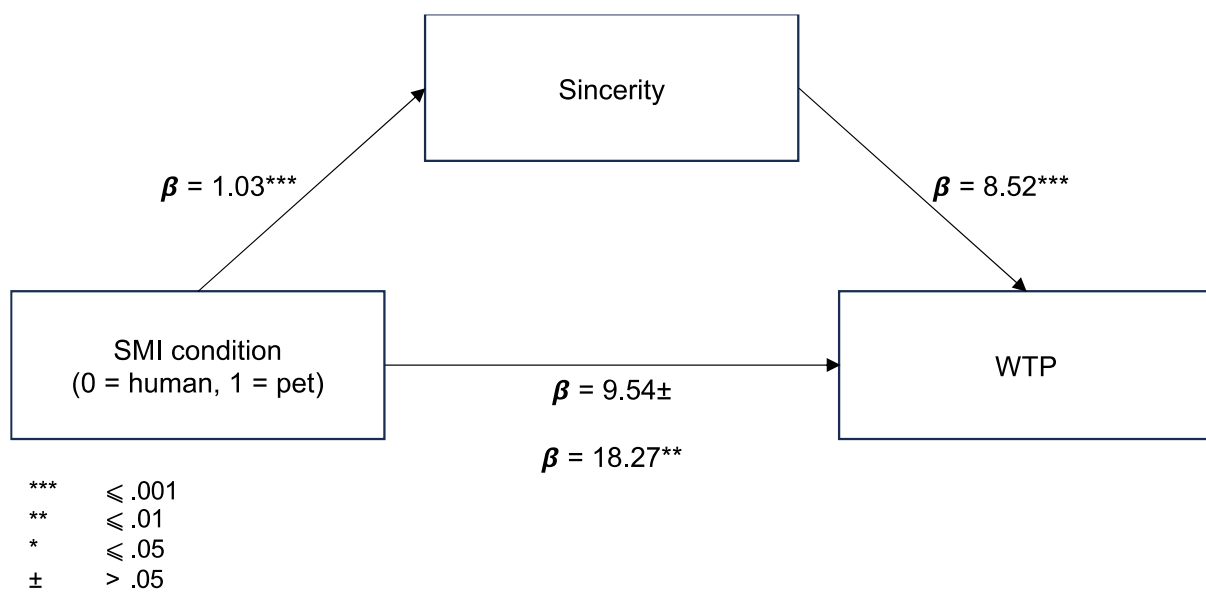 Sincerity
β = 1.03***
β = 8.52***
SMI condition
(0 = human, 1 = pet)
WTP
β = 9.54±
β = 18.27**
*** ⩽ .001
** ⩽ .01
* ⩽ .05
± > .05